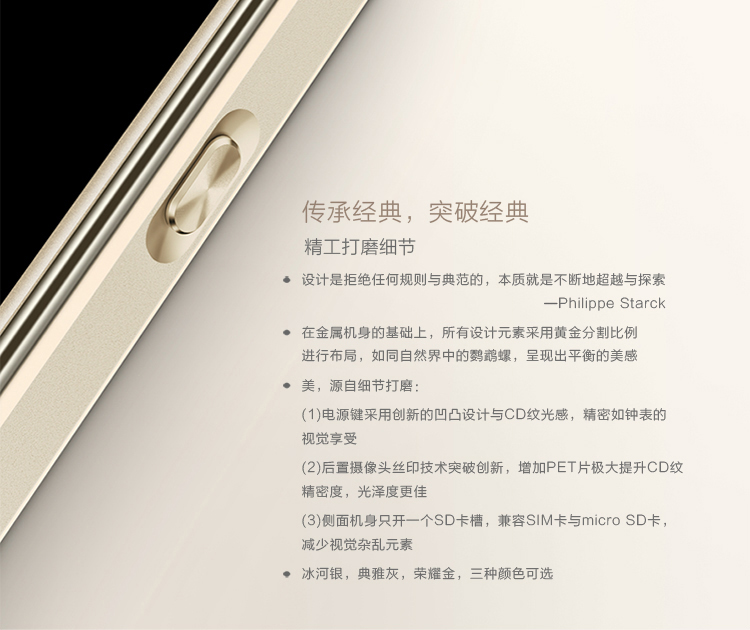 传承经典，突破经典
精工打磨细节
设计是拒绝任何规则与典范的，本质就是不断地超越与探索
—Philippe Starck
在金属机身的基础上，所有设计元素采用黄金分割比例
进行布局，如同自然界中的鹦鹉螺，呈现出平衡的美感
美，源自细节打磨：
(1)电源键采用创新的凹凸设计与CD纹光感，精密如钟表的
视觉享受
(2)后置摄像头丝印技术突破创新，增加PET片极大提升CD纹
精密度，光泽度更佳
(3)侧面机身只开一个SD卡槽，兼容SIM卡与micro SD卡，
减少视觉杂乱元素
冰河银，典雅灰，荣耀金，三种颜色可选